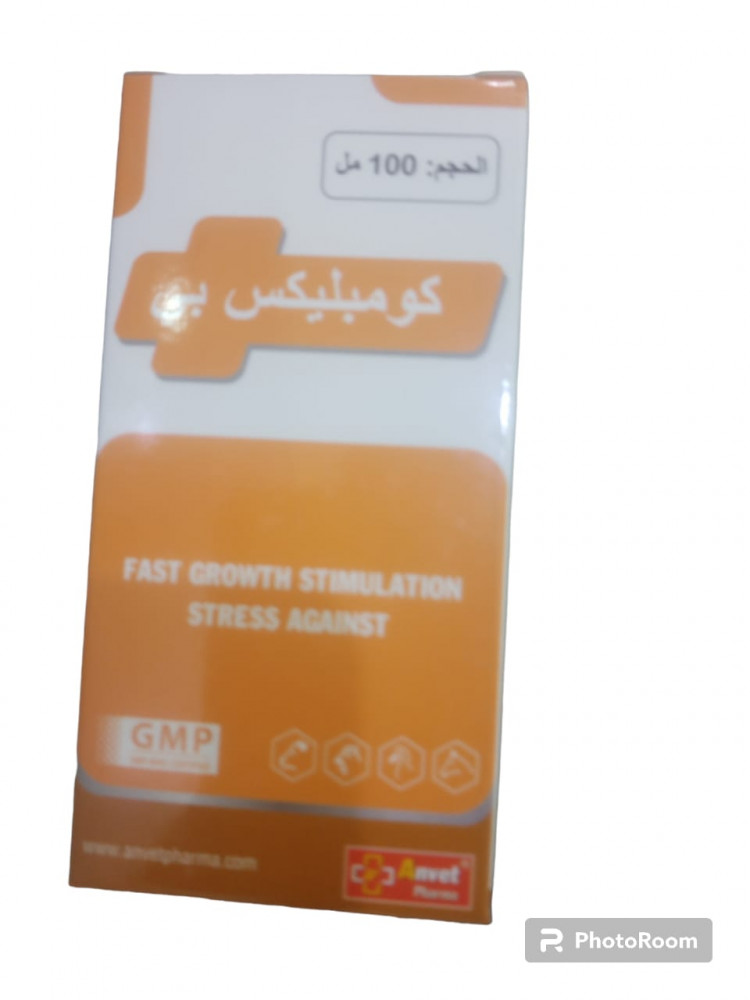 الحجم: 100 مل
كومبليكس بي
FAST GROWTH STIMULATION
STRESS AGAINST
GMP
www.anvetpharma.com
Anvet®
Pharma
PhotoRoom